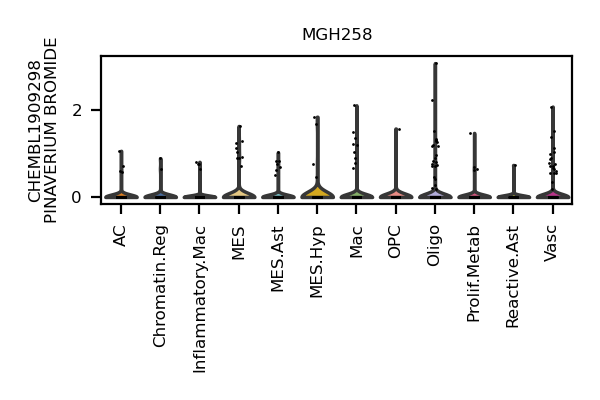 MGH258
CHEMBL1909298
PINAVERIUM BROMIDE
2
0
AC
Chromatin.Reg
Inflammatory.Mac
MES
MES.Ast
MES.Hyp
Mac
OPC
Oligo
Prolif.Metab
Reactive.Ast
Vasc